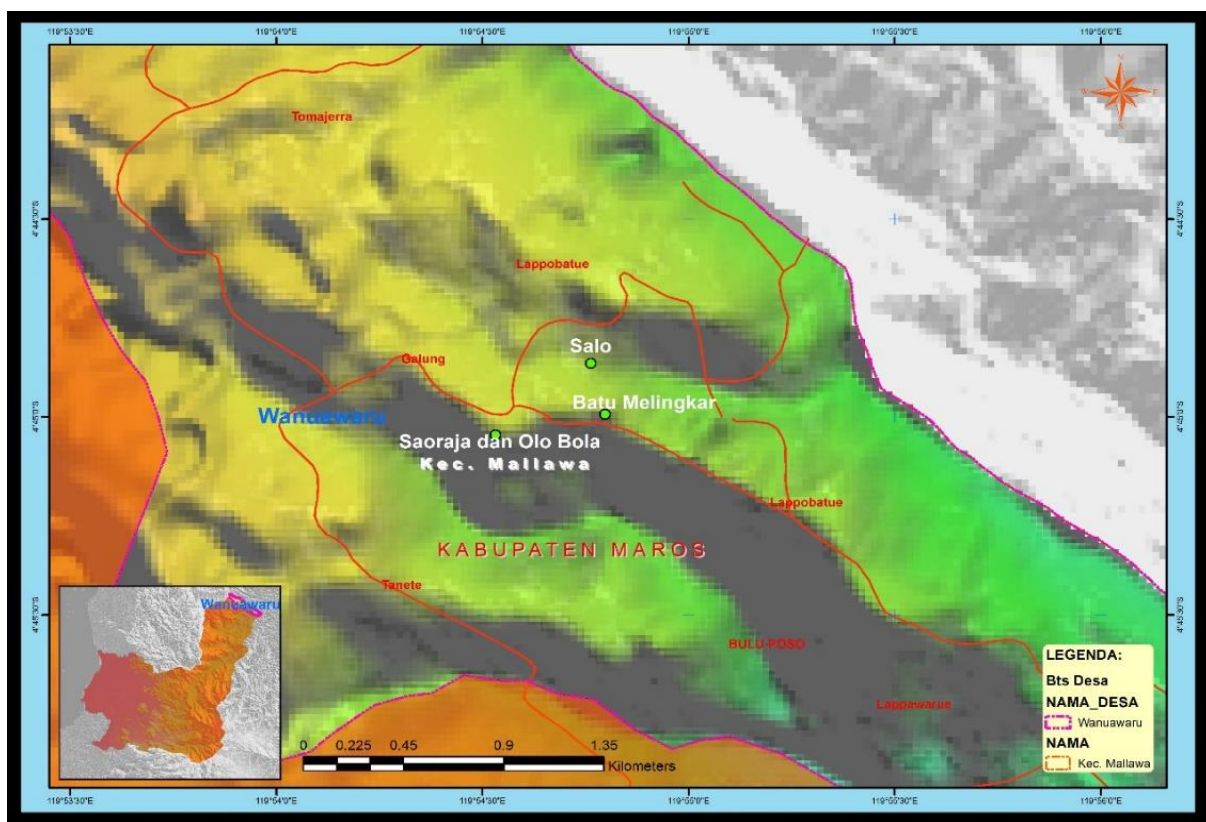 119°53'30"E 119°54'0"E 119°54'30"E 119°55'0"E 119°55'30"E 119°56'0"E
N
W E
S
Tomajerra
4°44'30"S 4°44'30"S
Lappobatue
Salo
Galung
Batu Melingkar
Wanuawaru
4°45'0"S 4°45'0"S
Saoraja dan Olo Bola
Kec. Mallawa
Lappobatue
KABUPATEN MAROS
Tanete
Wanuawaru
4°45'30"S 4°45'30"S
BULU-POSO
Lappawarue
LEGENDA:
Bts Desa
NAMA_DESA
Wanuawaru
NAMA
Kec. Mallawa
0 0.225 0.45 0.9 1.35
Kilometers
119°53'30"E 119°54'0"E 119°54'30"E 119°55'0"E 119°55'30"E 119°56'0"E